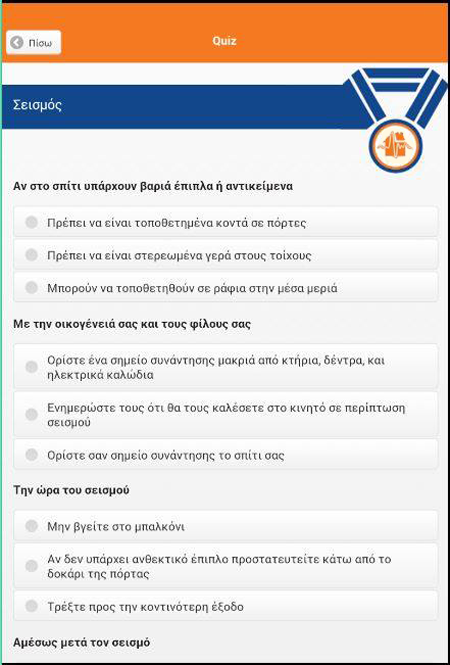 Πίσω
Quiz
Σεισμός
Αν στο σπίτι υπάρχουν βαριά έπιπλα ή αντικείμενα
Πρέπει να είναι τοποθετημένα κοντά σε πόρτες
Πρέπει να είναι στερεωμένα γερά στους τοίχους
Μπορούν να τοποθετηθούν σε ράφια στην μέσα μεριά
Με την οικογένειά σας και τους φίλους σας
Ορίστε ένα σημείο συνάντησης μακριά από κτήρια, δέντρα, και
ηλεκτρικά καλώδια
Ενημερώστε τους ότι θα τους καλέσετε στο κινητό σε περίπτωση
σεισμού
Ορίστε σαν σημείο συνάντησης το σπίτι σας
Την ώρα του σεισμού
Μην βγείτε στο μπαλκόνι
Αν δεν υπάρχει ανθεκτικό έπιπλο προστατευτείτε κάτω από το
δοκάρι της πόρτας
Τρέξτε προς την κοντινότερη έξοδο
Αμέσως μετά τον σεισμό